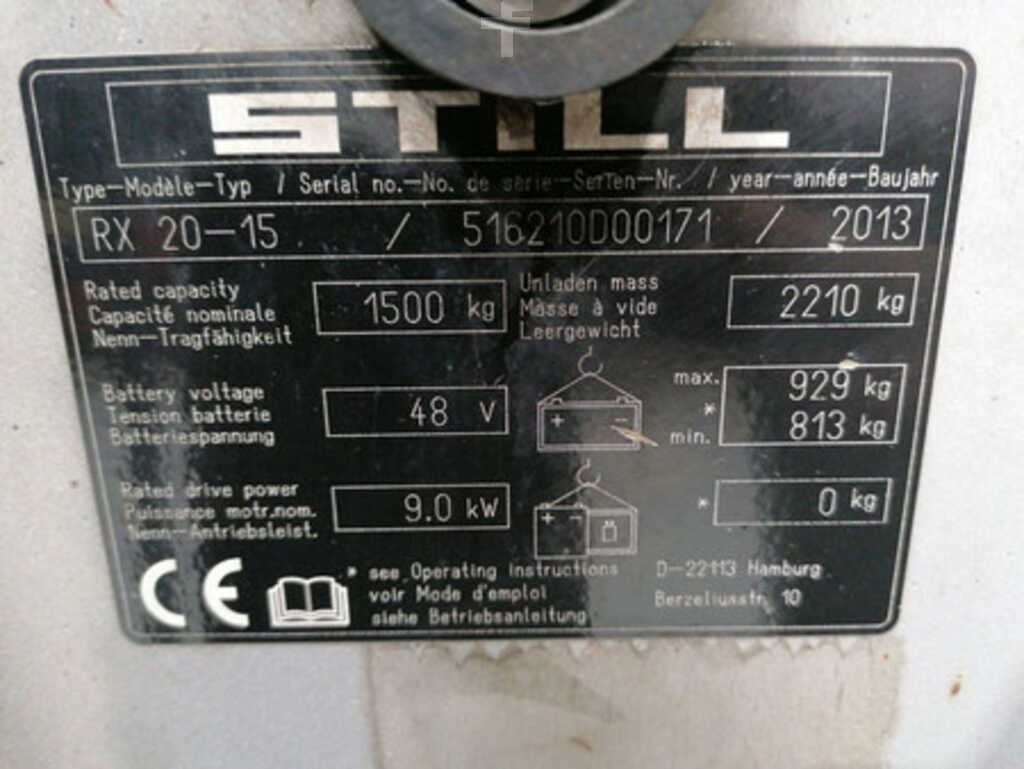 STILL
Type-Modèle-Typ / Serial no.-No. de série-Serien-Nr. / year-année-Baujahr
RX 20-15 / 516210D00171 / 2013
Rated capacity
Capacité nominale
Nenn-Tragfähigkeit
1500 kg
Unladen mass
Masse à vide
Leergewicht
2210 kg
Battery voltage
Tension batterie
Batteriespannung
48 V
+ -
max. 929 kg
*
min. 813 kg
Rated drive power
Puissance motr.nom.
Nenn-Antriebsleist.
9.0 kW
+ -
* 0 kg
CE
* see Operating Instructions
voir Mode d'emploi
siehe Betriebsanleitung
D-22113 Hamburg
Berzeliusstr. 10